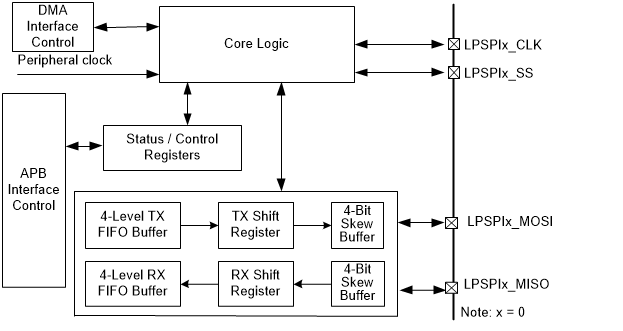 DMA
Interface
Control
Core Logic
Peripheral clock
LPSPIx_CLK
LPSPIx_SS
Status / Control
Registers
APB
Interface
Control
4-Level TX
FIFO Buffer
TX Shift
Register
4-Bit
Skew
Buffer
LPSPIx_MOSI
4-Level RX
FIFO Buffer
RX Shift
Register
4-Bit
Skew
Buffer
LPSPIx_MISO
Note: x = 0